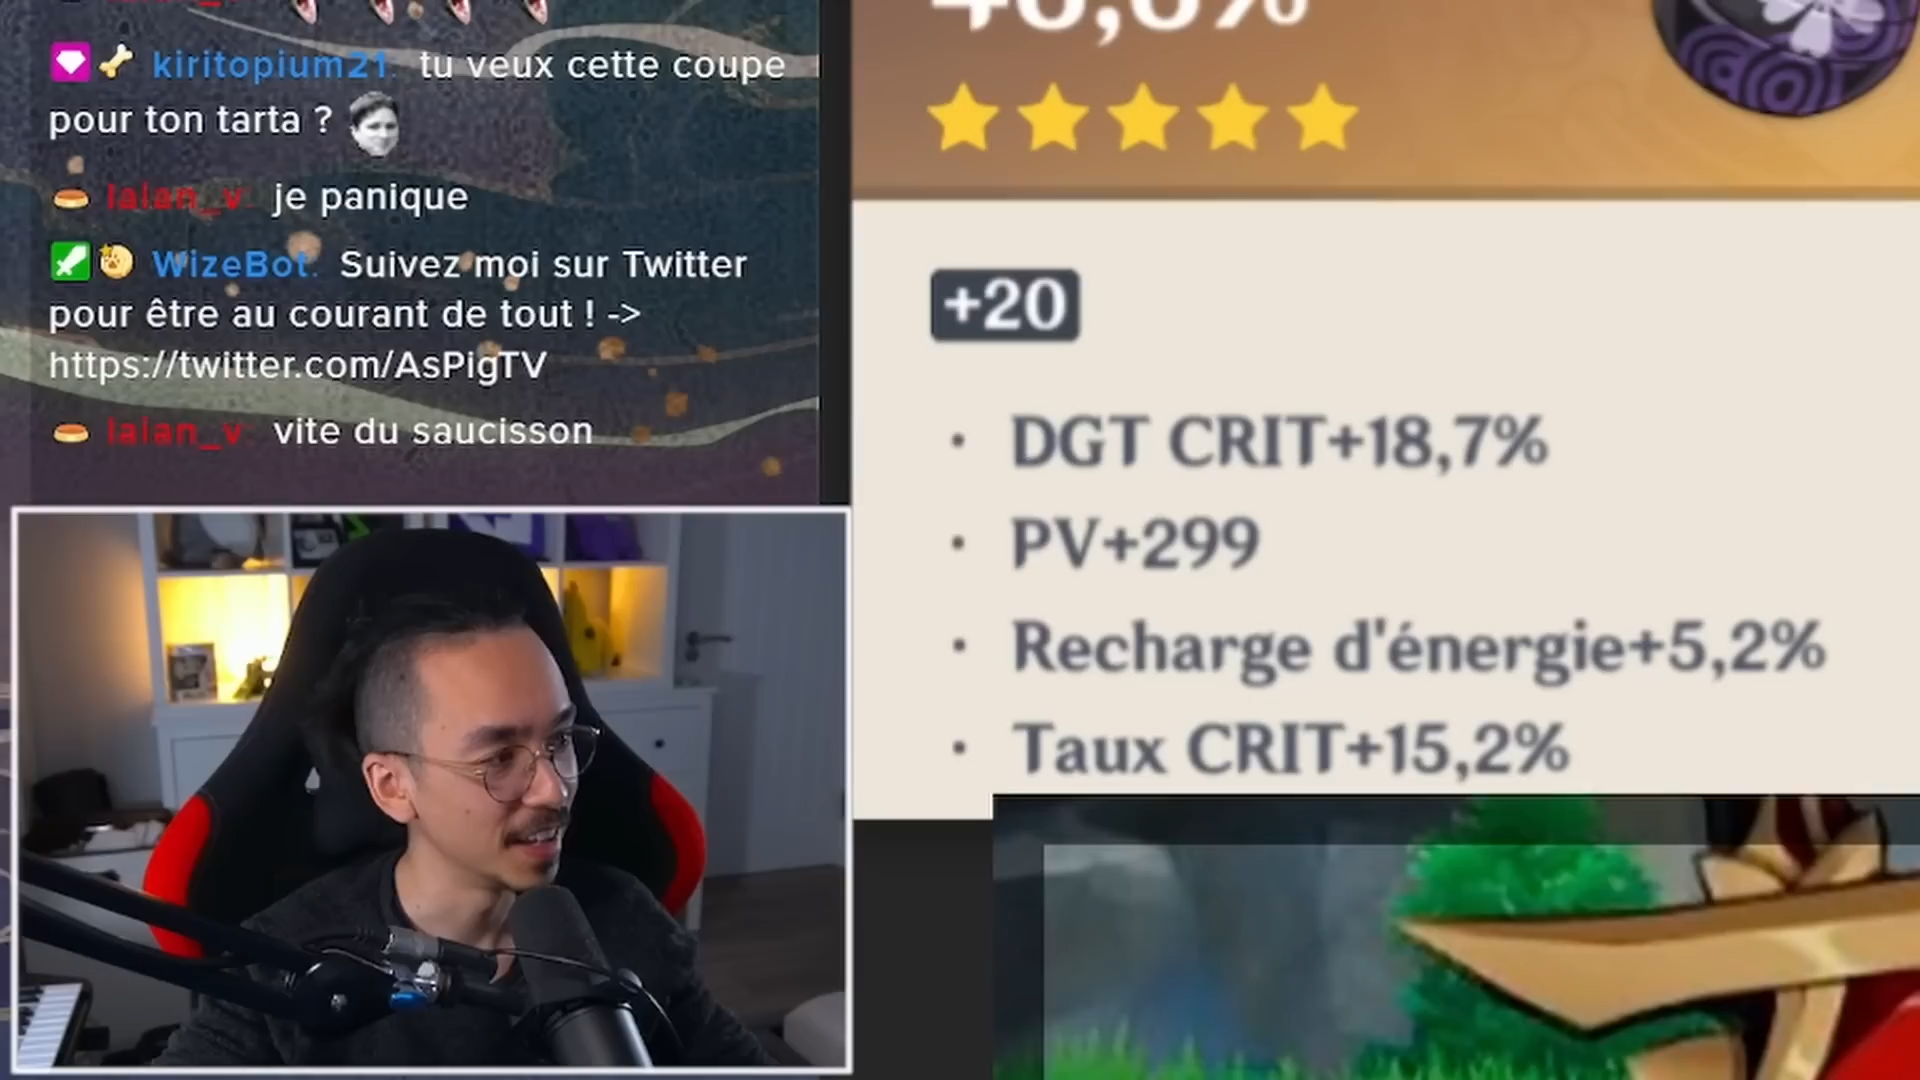 kiritopium21: tu veux cette coupe
pour ton tarta ?
lalan_v: je panique
WizeBot: Suivez moi sur Twitter
pour être au courant de tout ! ->
https://twitter.com/AsPigTV
lalan_v: vite du saucisson
+20
· DGT CRIT+18,7%
· PV+299
· Recharge d'énergie+5,2%
· Taux CRIT+15,2%